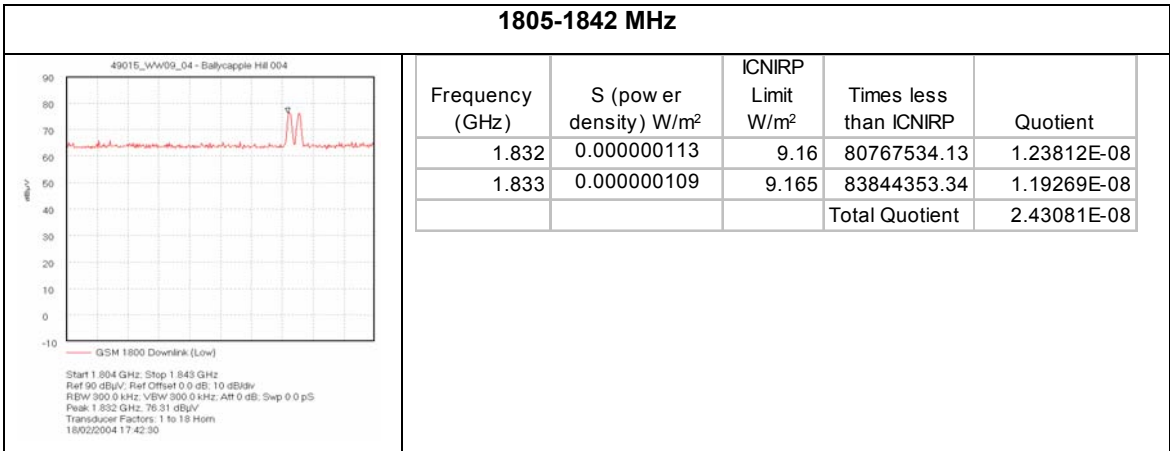 1805-1842 MHz
49015_WW09_04 - Ballycapple Hill 004
90
80
70
60
50
40
30
20
10
0
-10
dBµV
GSM 1800 Downlink (Low)
Start 1.804 GHz; Stop 1.843 GHz
Ref 90 dBµV; Ref Offset 0.0 dB; 10 dB/div
RBW 300.0 kHz; VBW 300.0 kHz; Att 0 dB; Swp 0.0 pS
Peak 1.832 GHz, 76.31 dBµV
Transducer Factors: 1 to 18 Horn
18/02/2004 17:42:30
Frequency (GHz) S (pow er density) W/m² ICNIRP Limit W/m² Times less than ICNIRP Quotient
1.832 0.000000113 9.16 80767534.13 1.23812E-08
1.833 0.000000109 9.165 83844353.34 1.19269E-08
Total Quotient 2.43081E-08